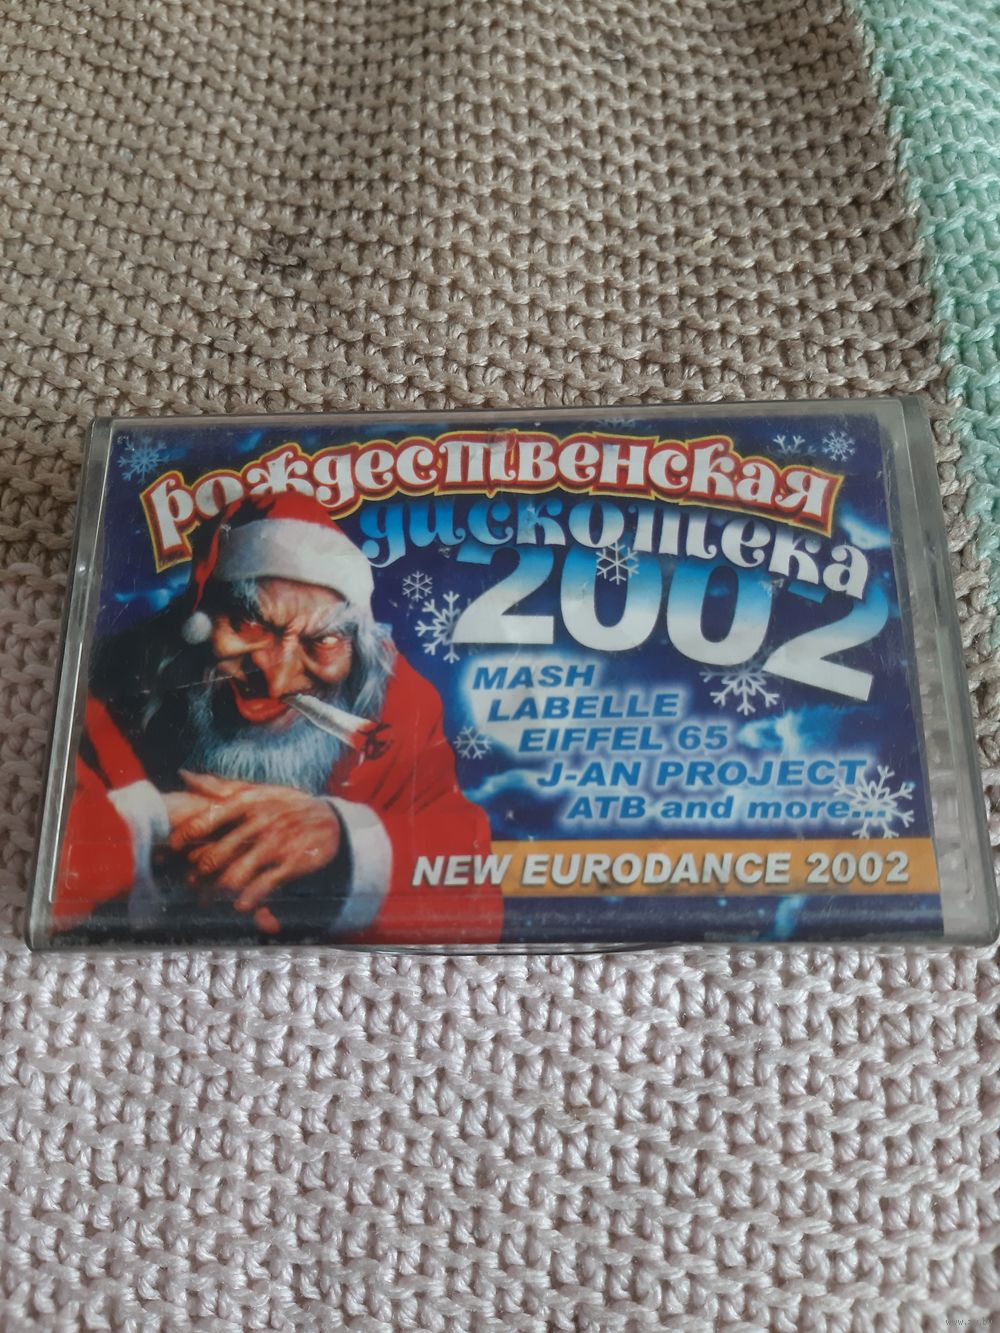 рождественская
дискотека
2002
MASH
LABELLE
EIFFEL 65
J-AN PROJECT
ATB and more...
NEW EURODANCE 2002